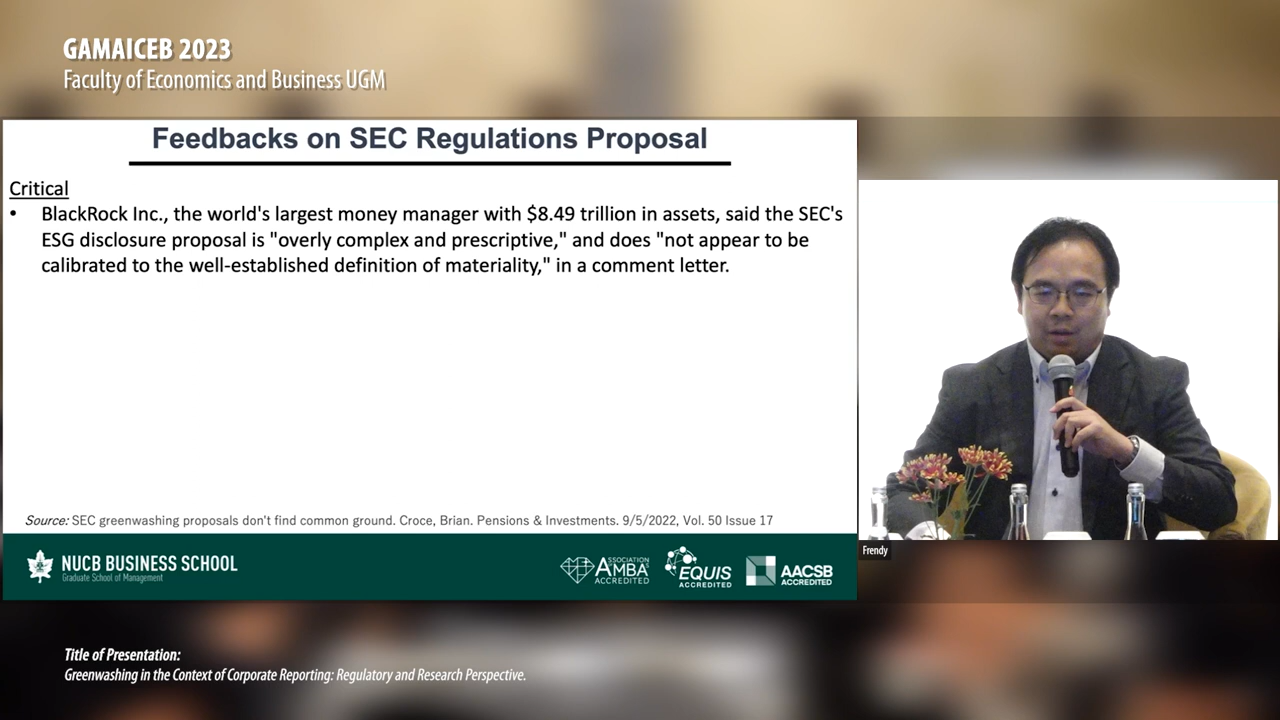 GAMAICEB 2023
Faculty of Economics and Business UGM
Feedbacks on SEC Regulations Proposal
Critical
• BlackRock Inc., the world's largest money manager with $8.49 trillion in assets, said the SEC's
ESG disclosure proposal is "overly complex and prescriptive," and does "not appear to be
calibrated to the well-established definition of materiality," in a comment letter.
Source: SEC greenwashing proposals don't find common ground. Croce, Brian. Pensions & Investments. 9/5/2022, Vol. 50 Issue 17
NUCB BUSINESS SCHOOL
Graduate School of Management
ASSOCIATION
AMBA
ACCREDITED
EQUIS
ACCREDITED
AACSB
ACCREDITED
Frendy
Title of Presentation:
Greenwashing in the Context of Corporate Reporting: Regulatory and Research Perspective.